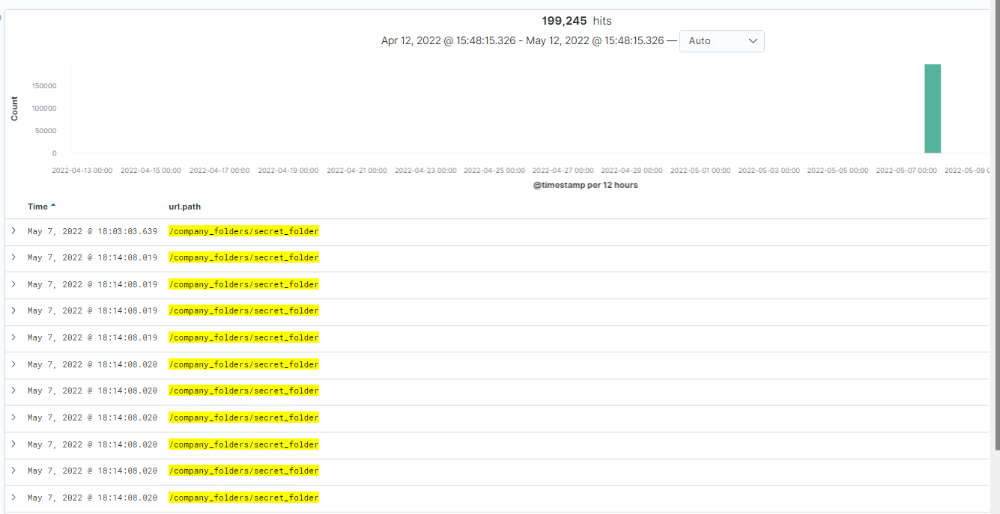 199,245 hits
Apr 12, 2022 @ 15:48:15.326 - May 12, 2022 @ 15:48:15.326 — Auto
Count
150000
100000
50000
0
2022-04-13 00:00 2022-04-15 00:00 2022-04-17 00:00 2022-04-19 00:00 2022-04-21 00:00 2022-04-23 00:00 2022-04-25 00:00 2022-04-27 00:00 2022-04-29 00:00 2022-05-01 00:00 2022-05-03 00:00 2022-05-05 00:00 2022-05-07 00:00 2022-05-09 0
@timestamp per 12 hours
Time url.path
May 7, 2022 @ 18:03:03.639 /company_folders/secret_folder
May 7, 2022 @ 18:14:08.019 /company_folders/secret_folder
May 7, 2022 @ 18:14:08.019 /company_folders/secret_folder
May 7, 2022 @ 18:14:08.019 /company_folders/secret_folder
May 7, 2022 @ 18:14:08.019 /company_folders/secret_folder
May 7, 2022 @ 18:14:08.020 /company_folders/secret_folder
May 7, 2022 @ 18:14:08.020 /company_folders/secret_folder
May 7, 2022 @ 18:14:08.020 /company_folders/secret_folder
May 7, 2022 @ 18:14:08.020 /company_folders/secret_folder
May 7, 2022 @ 18:14:08.020 /company_folders/secret_folder
May 7, 2022 @ 18:14:08.020 /company_folders/secret_folder